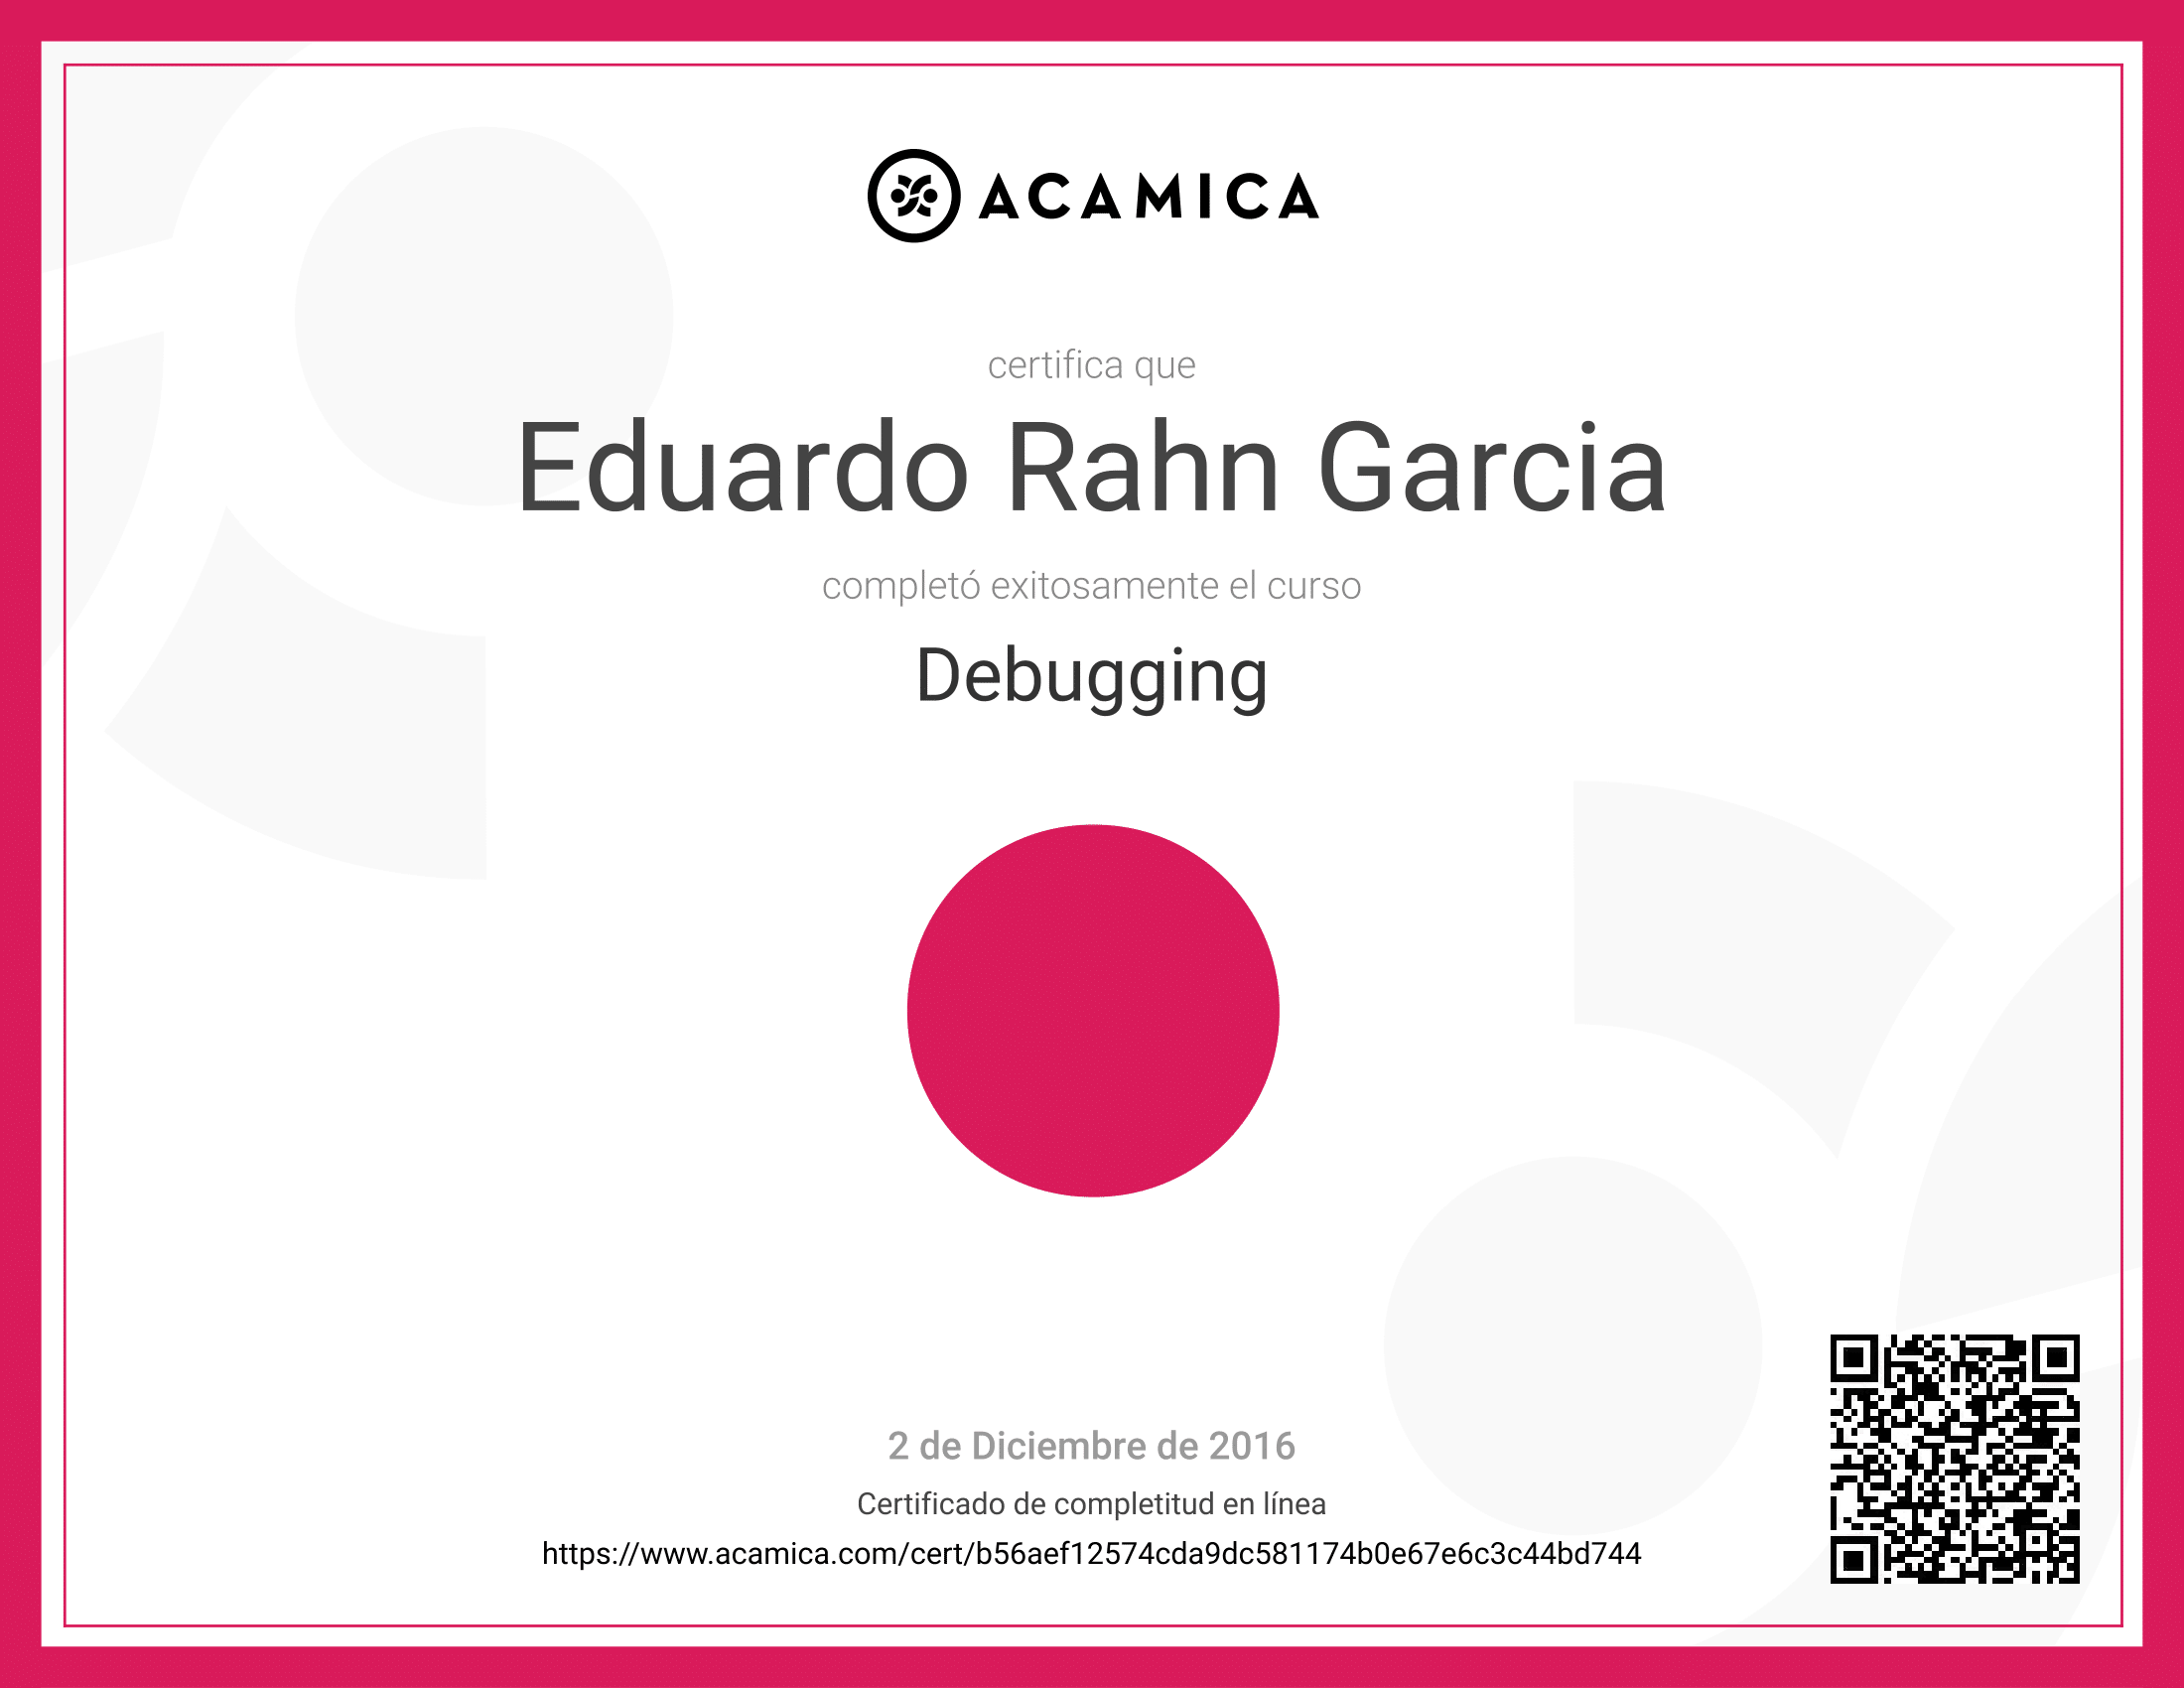 ACAMICA
certifica que
Eduardo Rahn Garcia
completó exitosamente el curso
Debugging
2 de Diciembre de 2016
Certificado de completitud en línea
https://www.acamica.com/cert/b56aef12574cda9dc581174b0e67e6c3c44bd744